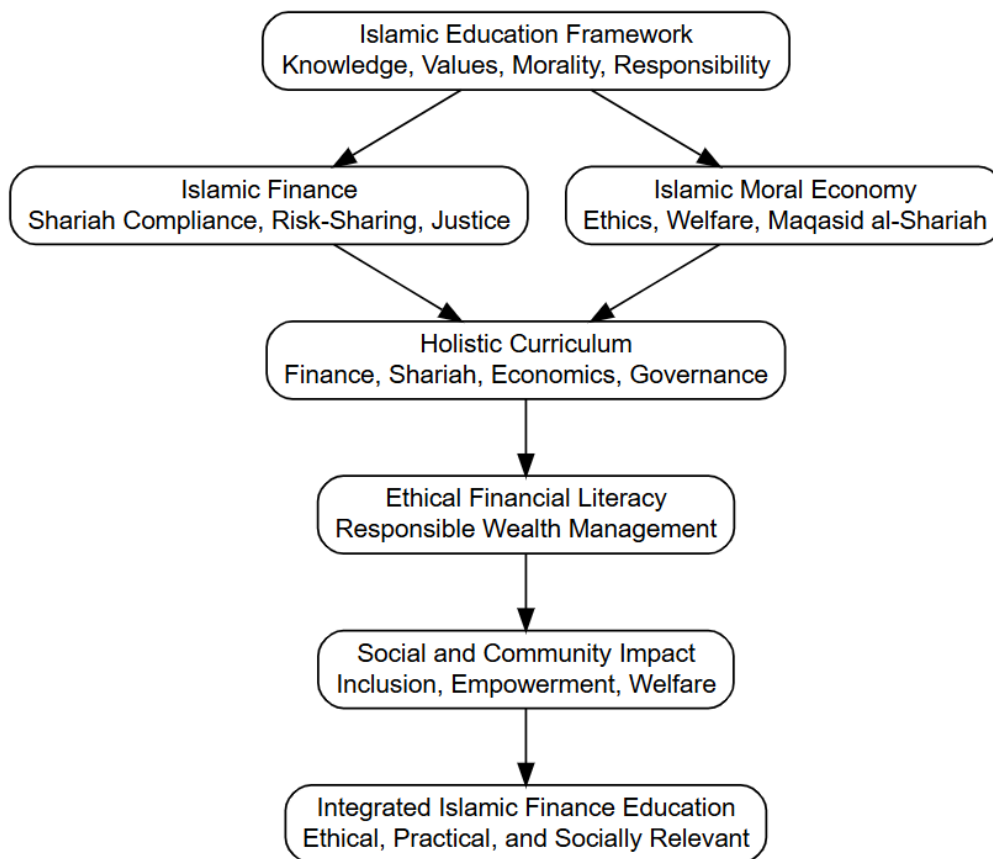 Islamic Education Framework
Knowledge, Values, Morality, Responsibility
Islamic Finance
Shariah Compliance, Risk-Sharing, Justice
Islamic Moral Economy
Ethics, Welfare, Maqasid al-Shariah
Holistic Curriculum
Finance, Shariah, Economics, Governance
Ethical Financial Literacy
Responsible Wealth Management
Social and Community Impact
Inclusion, Empowerment, Welfare
Integrated Islamic Finance Education
Ethical, Practical, and Socially Relevant